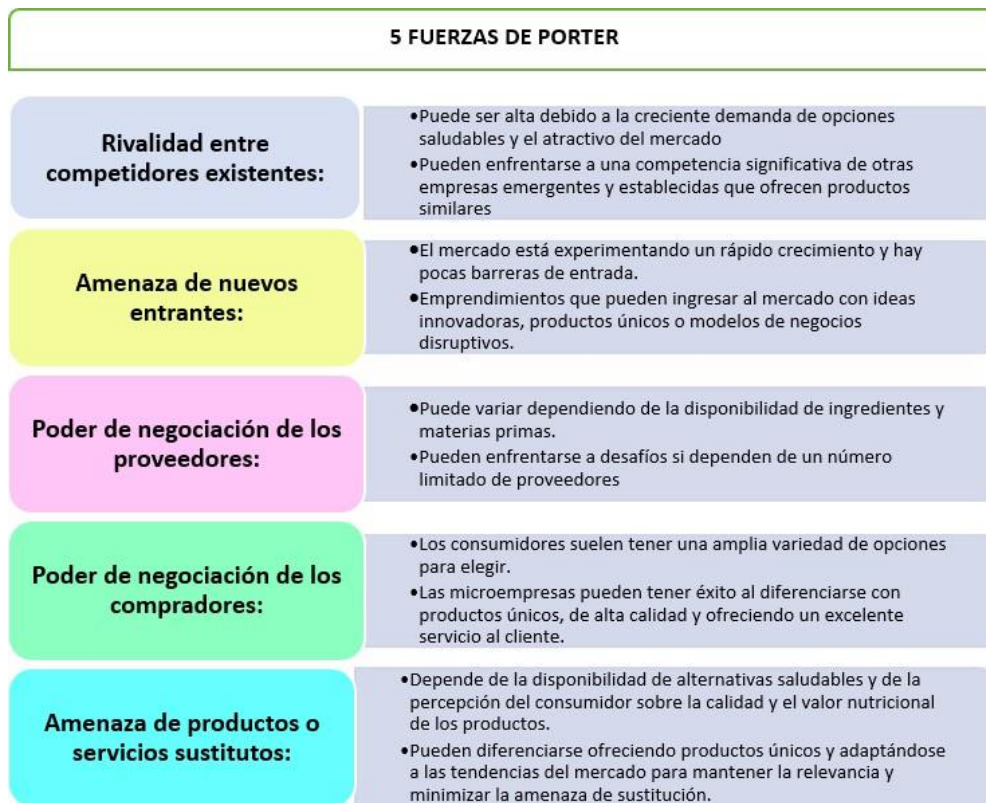 5 FUERZAS DE PORTER
Rivalidad entre
competidores existentes:
•Puede ser alta debido a la creciente demanda de opciones
saludables y el atractivo del mercado
•Pueden enfrentarse a una competencia significativa de otras
empresas emergentes y establecidas que ofrecen productos
similares
Amenaza de nuevos
entrantes:
•El mercado está experimentando un rápido crecimiento y hay
pocas barreras de entrada.
•Emprendimientos que pueden ingresar al mercado con ideas
innovadoras, productos únicos o modelos de negocios
disruptivos.
Poder de negociación de los
proveedores:
•Puede variar dependiendo de la disponibilidad de ingredientes y
materias primas.
•Pueden enfrentarse a desafíos si dependen de un número
limitado de proveedores
Poder de negociación de los
compradores:
•Los consumidores suelen tener una amplia variedad de opciones
para elegir.
•Las microempresas pueden tener éxito al diferenciarse con
productos únicos, de alta calidad y ofreciendo un excelente
servicio al cliente.
Amenaza de productos o
servicios sustitutos:
•Depende de la disponibilidad de alternativas saludables y de la
percepción del consumidor sobre la calidad y el valor nutricional
de los productos.
•Pueden diferenciarse ofreciendo productos únicos y adaptándose
a las tendencias del mercado para mantener la relevancia y
minimizar la amenaza de sustitución.